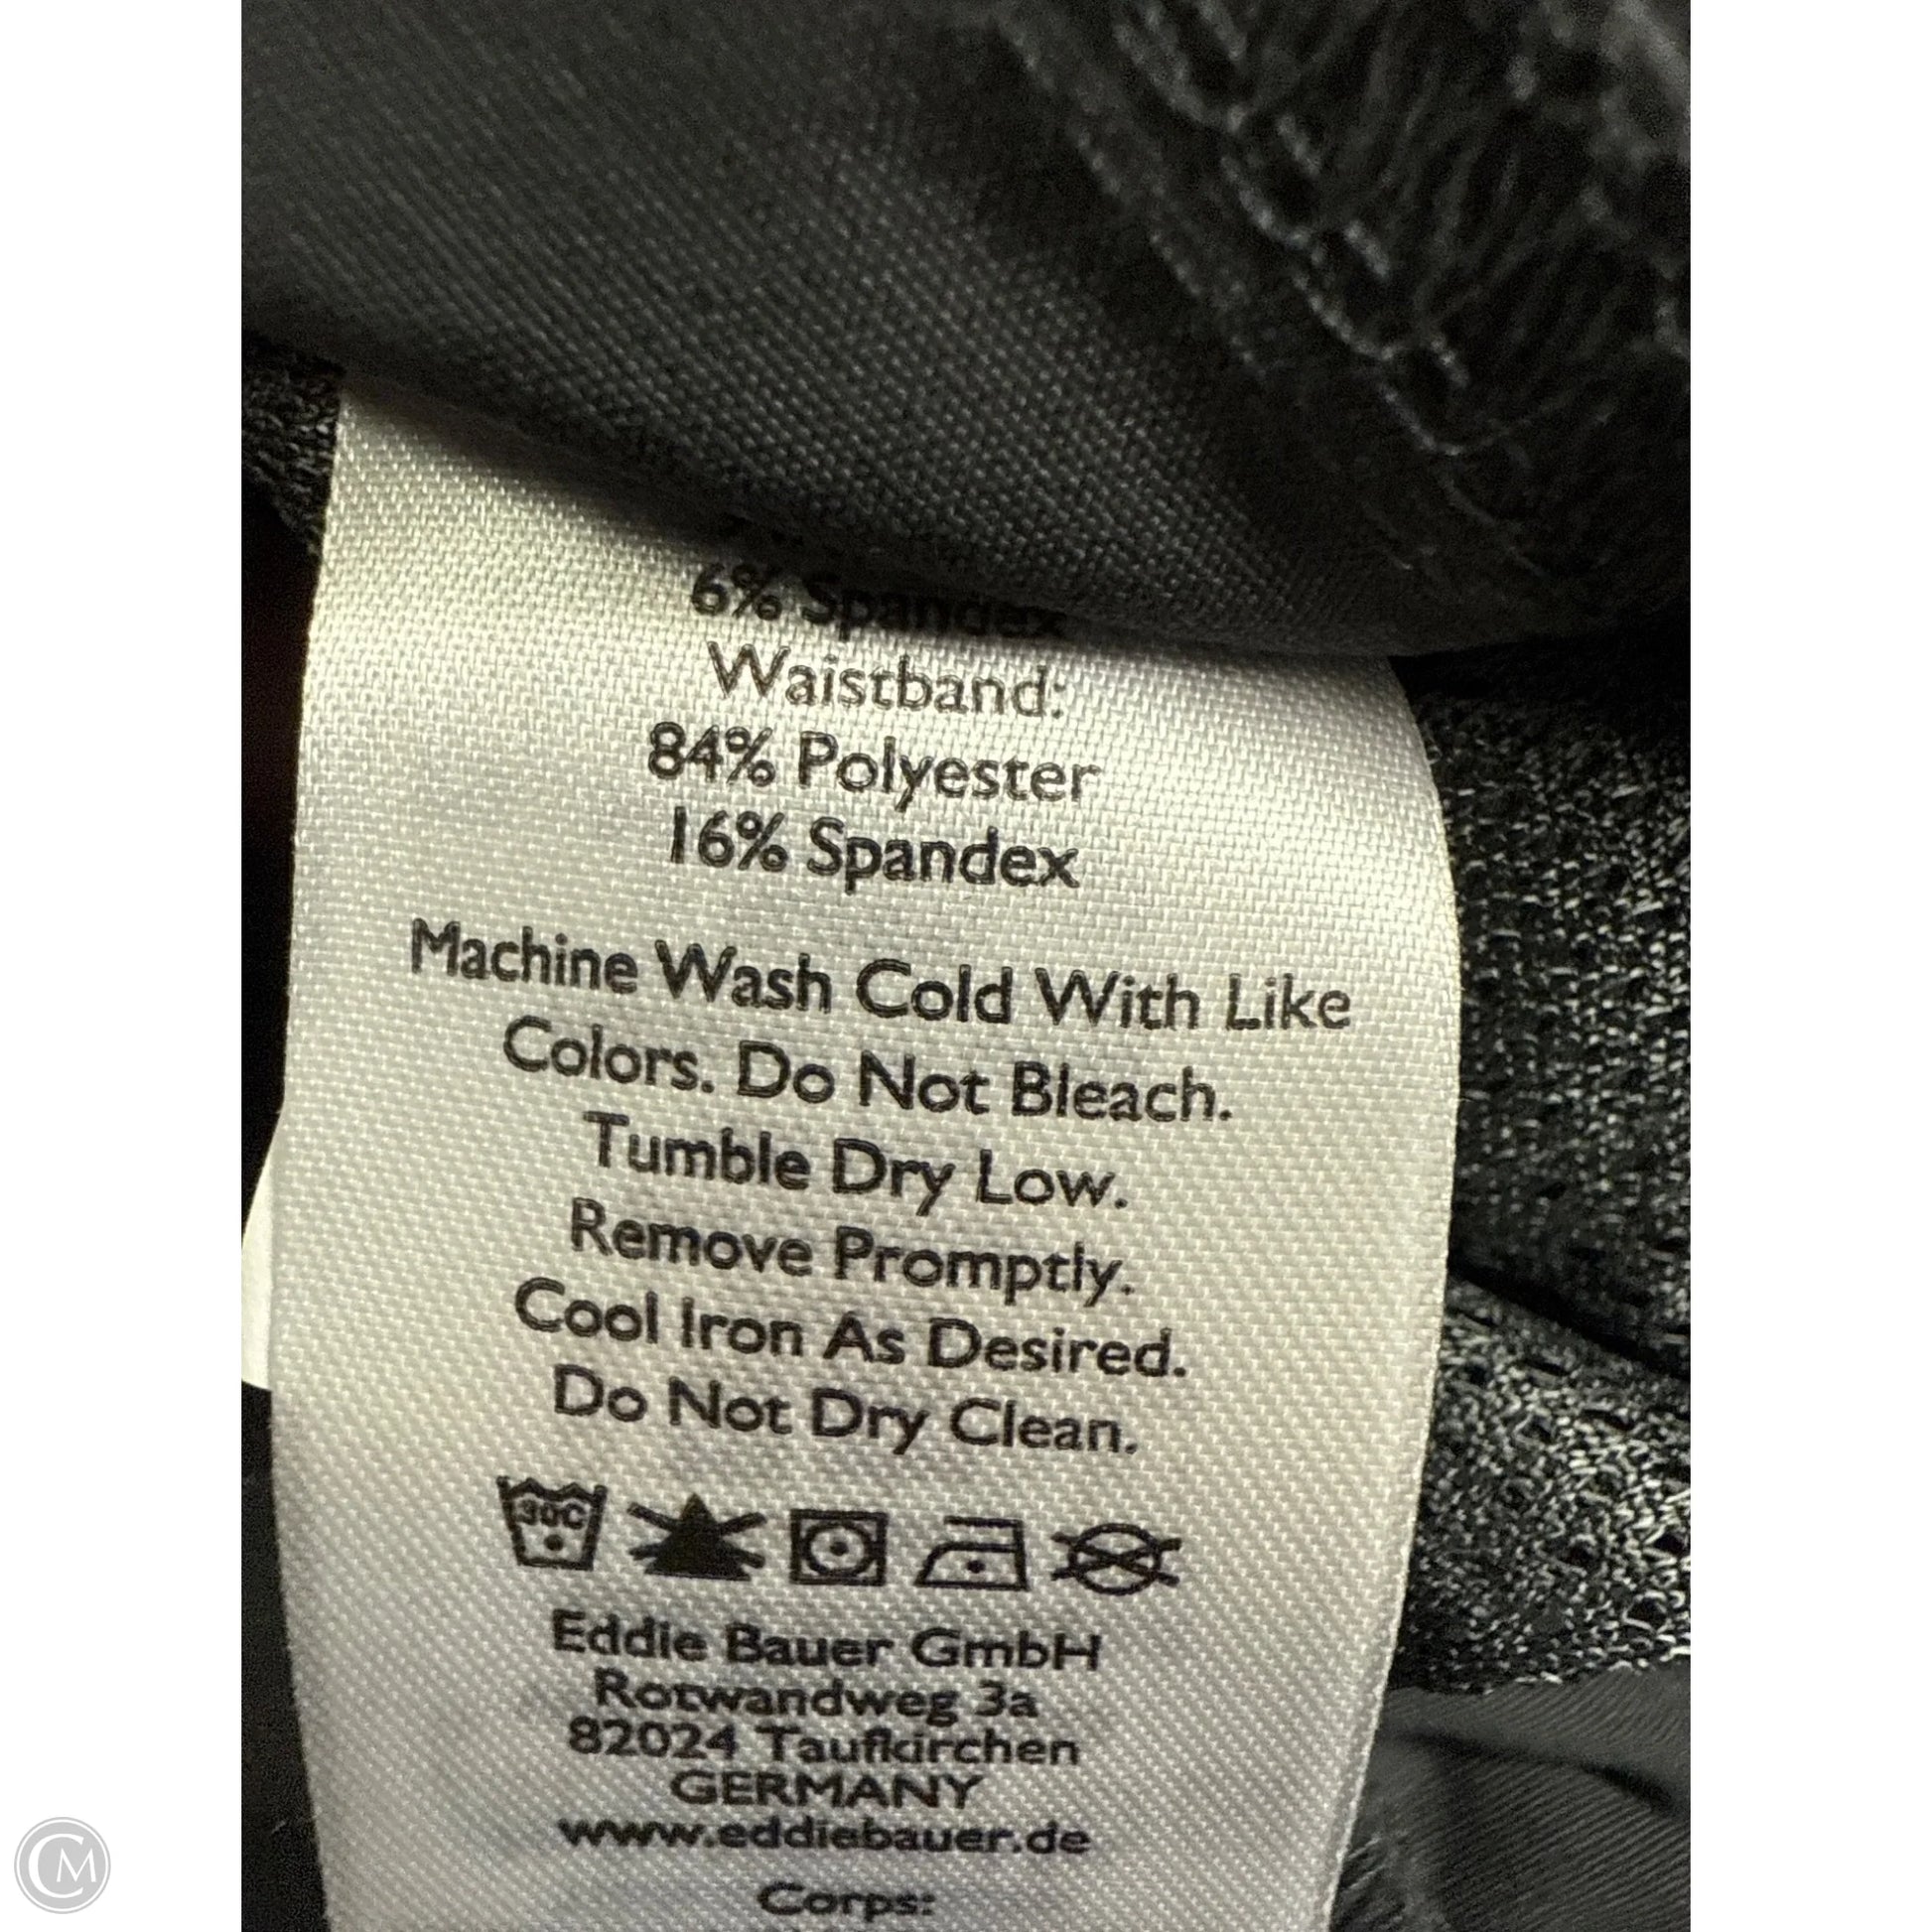 6% Spandex
Waistband:
84% Polyester
16% Spandex
Machine Wash Cold With Like
Colors. Do Not Bleach.
Tumble Dry Low.
Remove Promptly.
Cool Iron As Desired.
Do Not Dry Clean.
30C
Eddie Bauer GmbH
Rotwandweg 3a
82024 Taufkirchen
GERMANY
www.eddiebauer.de
Corps:
CM